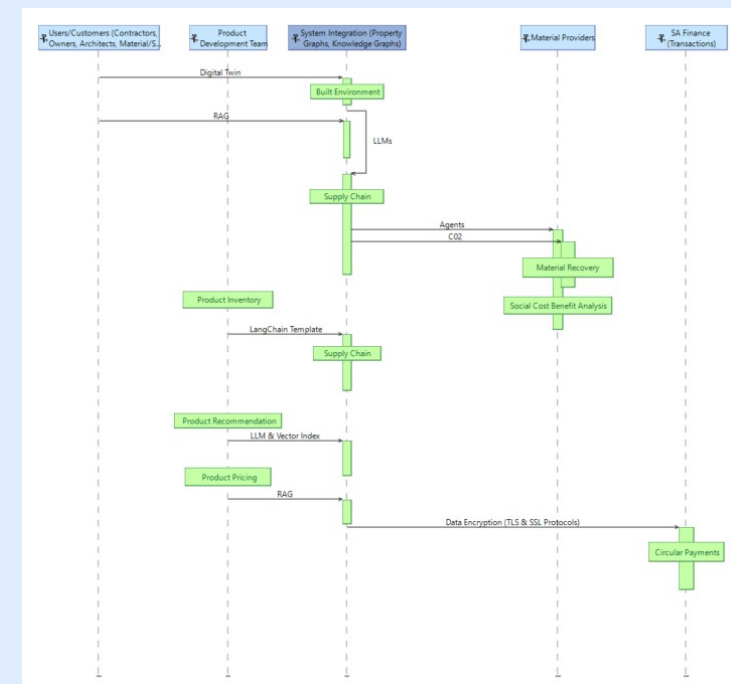 Users/Customers (Contractors,
Owners, Architects, Material/S...
Product
Development Team
System Integration (Property
Graphs, Knowledge Graphs)
Material Providers
SA Finance
(Transactions)
Digital Twin
Built Environment
RAG
LLMs
Supply Chain
Agents
C02
Material Recovery
Product Inventory
Social Cost Benefit Analysis
LangChain Template
Supply Chain
Product Recommendation
LLM & Vector Index
Product Pricing
RAG
Data Encryption (TLS & SSL Protocols)
Circular Payments